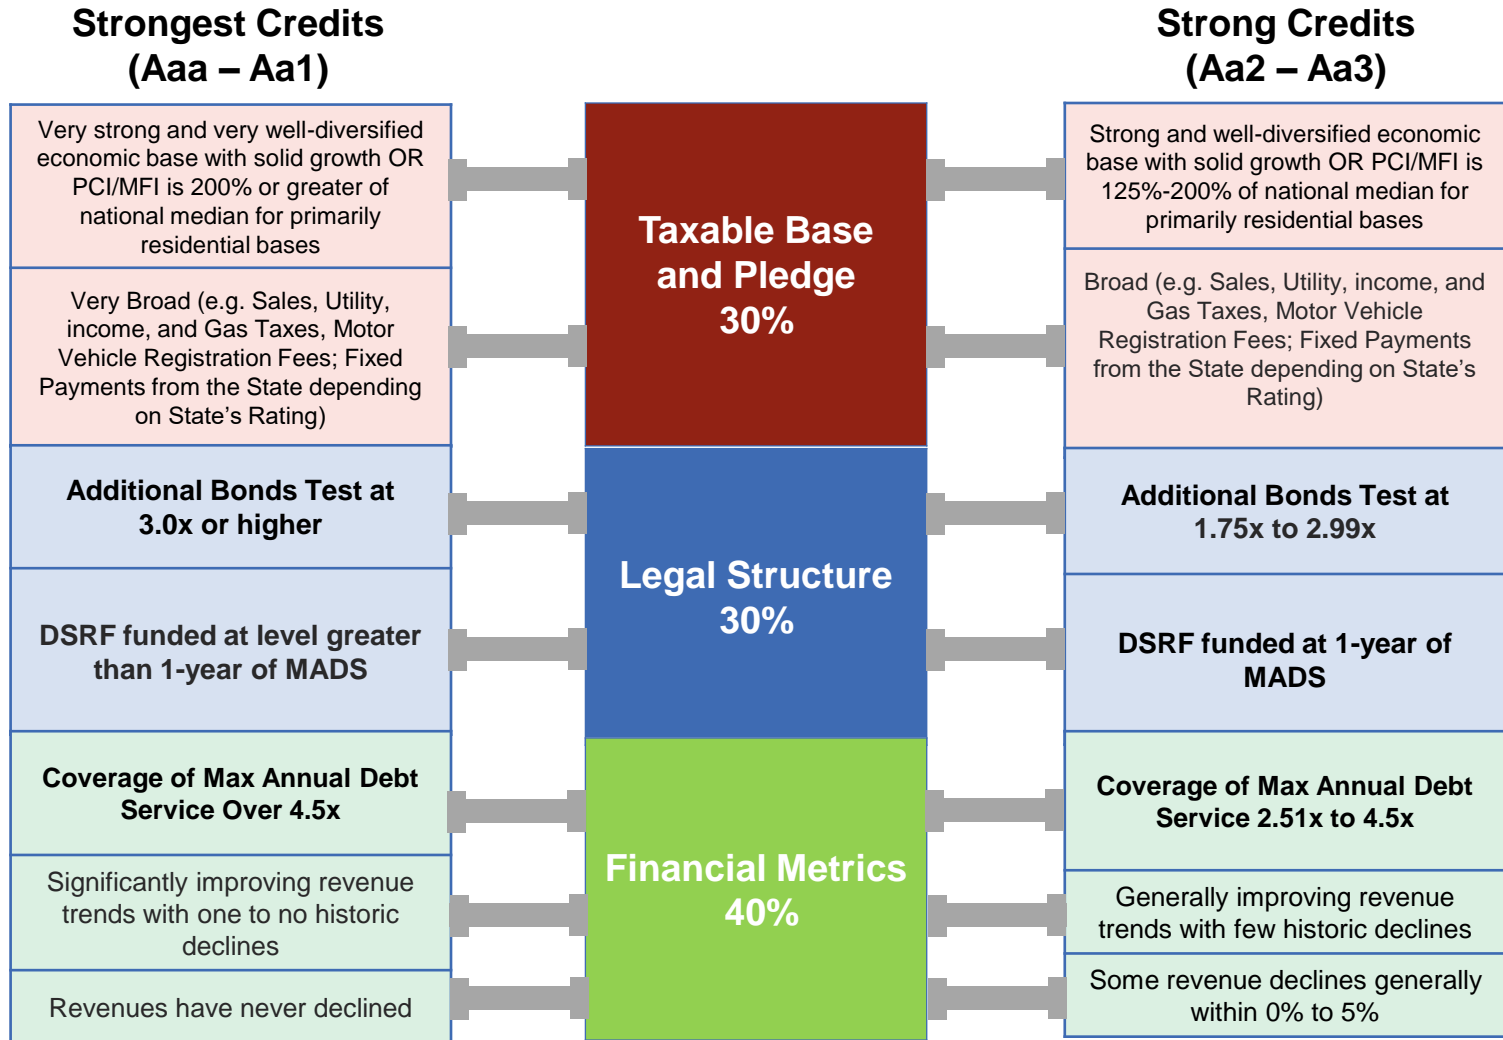 Strongest Credits
(Aaa – Aa1)
Very strong and very well-diversified
economic base with solid growth OR
PCI/MFI is 200% or greater of
national median for primarily
residential bases
Very Broad (e.g. Sales, Utility,
income, and Gas Taxes, Motor
Vehicle Registration Fees; Fixed
Payments from the State depending
on State’s Rating)
Additional Bonds Test at
3.0x or higher
DSRF funded at level greater
than 1-year of MADS
Coverage of Max Annual Debt
Service Over 4.5x
Significantly improving revenue
trends with one to no historic
declines
Revenues have never declined
Taxable Base
and Pledge
30%
Legal Structure
30%
Financial Metrics
40%
Strong Credits
(Aa2 – Aa3)
Strong and well-diversified economic
base with solid growth OR PCI/MFI is
125%-200% of national median for
primarily residential bases
Broad (e.g. Sales, Utility, income, and
Gas Taxes, Motor Vehicle
Registration Fees; Fixed Payments
from the State depending on State’s
Rating)
Additional Bonds Test at
1.75x to 2.99x
DSRF funded at 1-year of
MADS
Coverage of Max Annual Debt
Service 2.51x to 4.5x
Generally improving revenue
trends with few historic declines
Some revenue declines generally
within 0% to 5%